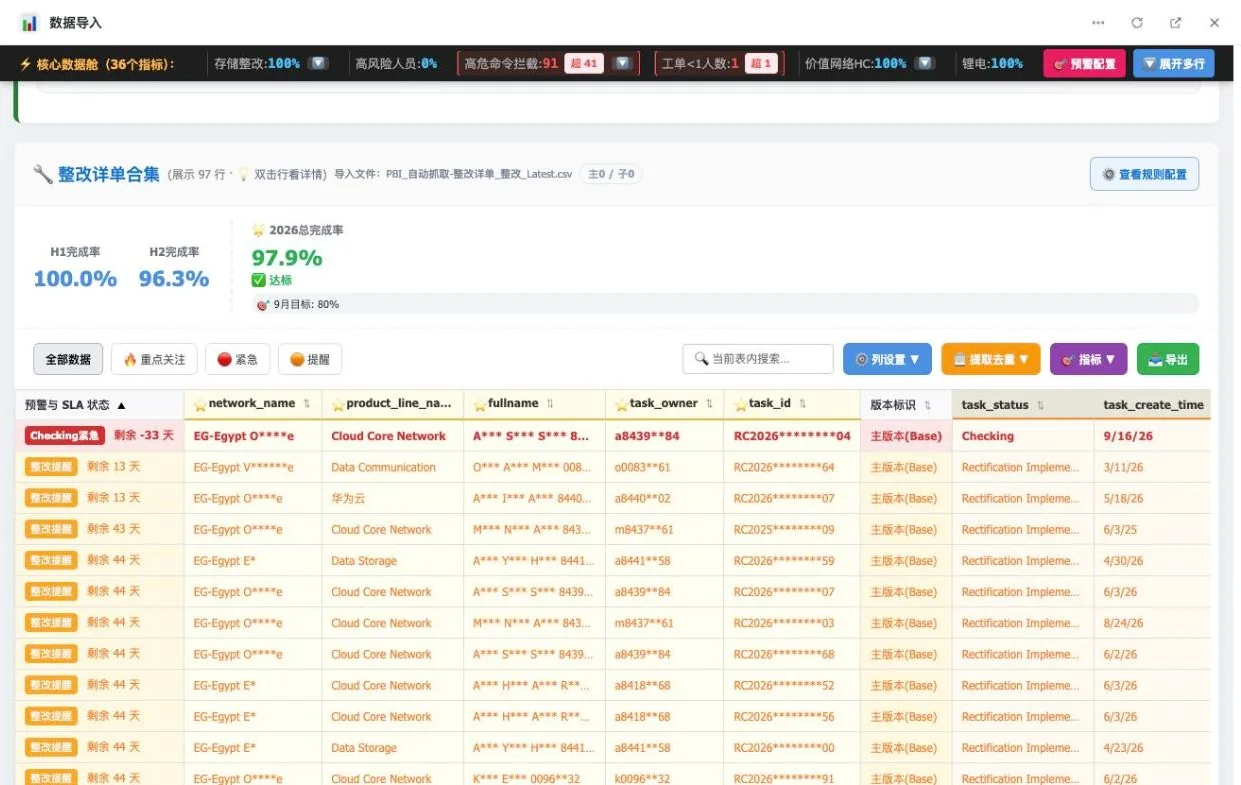 数据导入
⚡ 核心数据舱（36个指标）： 存储整改:100% 高风险人员:0% 高危命令拦截:91 超 41 工单<1人数:1 超 1 价值网络HC:100% 锂电:100% 预警配置 展开多行
整改详单合集 (展示 97 行 · 双击行看详情) 导入文件: PBI_自动抓取-整改详单_整改_Latest.csv 主0 / 子0 查看规则配置
2026总完成率
H1完成率 H2完成率
100.0% 96.3% 97.9%
达标
9月目标: 80%
全部数据 重点关注 紧急 提醒 当前表内搜索... 列设置 ▼ 提取去重 ▼ 指标 ▼ 导出
预警与 SLA 状态 ▲ network_name product_line_na... fullname task_owner task_id 版本标识 task_status task_create_time
Checking紧急 剩余 -33 天 EG-Egypt O****e Cloud Core Network A*** S*** S*** 8... a8439**84 RC2026********04 主版本(Base) Checking 9/16/26
整改提醒 剩余 13 天 EG-Egypt V******e Data Communication O*** A*** M*** 008... o0083**61 RC2026********64 主版本(Base) Rectification Impleme... 3/11/26
整改提醒 剩余 13 天 EG-Egypt O****e 华为云 A*** I*** A*** 8440... a8440**02 RC2026********07 主版本(Base) Rectification Impleme... 5/18/26
整改提醒 剩余 43 天 EG-Egypt O****e Cloud Core Network M*** N*** A*** 843... m8437**61 RC2025********09 主版本(Base) Rectification Impleme... 6/3/25
整改提醒 剩余 44 天 EG-Egypt E* Data Storage A*** Y*** H*** 8441... a8441**58 RC2026********59 主版本(Base) Rectification Impleme... 4/30/26
整改提醒 剩余 44 天 EG-Egypt O****e Cloud Core Network A*** S*** S*** 8439... a8439**84 RC2026********07 主版本(Base) Rectification Impleme... 6/3/26
整改提醒 剩余 44 天 EG-Egypt O****e Cloud Core Network M*** N*** A*** 843... m8437**61 RC2026********03 主版本(Base) Rectification Impleme... 8/24/26
整改提醒 剩余 44 天 EG-Egypt O****e Cloud Core Network A*** S*** S*** 8439... a8439**84 RC2026********68 主版本(Base) Rectification Impleme... 6/2/26
整改提醒 剩余 44 天 EG-Egypt E* Cloud Core Network A*** H*** A*** R**... a8418**68 RC2026********52 主版本(Base) Rectification Impleme... 6/3/26
整改提醒 剩余 44 天 EG-Egypt E* Cloud Core Network A*** H*** A*** R**... a8418**68 RC2026********56 主版本(Base) Rectification Impleme... 6/3/26
整改提醒 剩余 44 天 EG-Egypt E* Data Storage A*** Y*** H*** 8441... a8441**58 RC2026********00 主版本(Base) Rectification Impleme... 4/23/26
整改提醒 剩余 44 天 EG-Egypt O****e Cloud Core Network K*** E*** 0096**32 k0096**32 RC2026********91 主版本(Base) Rectification Impleme... 6/2/26